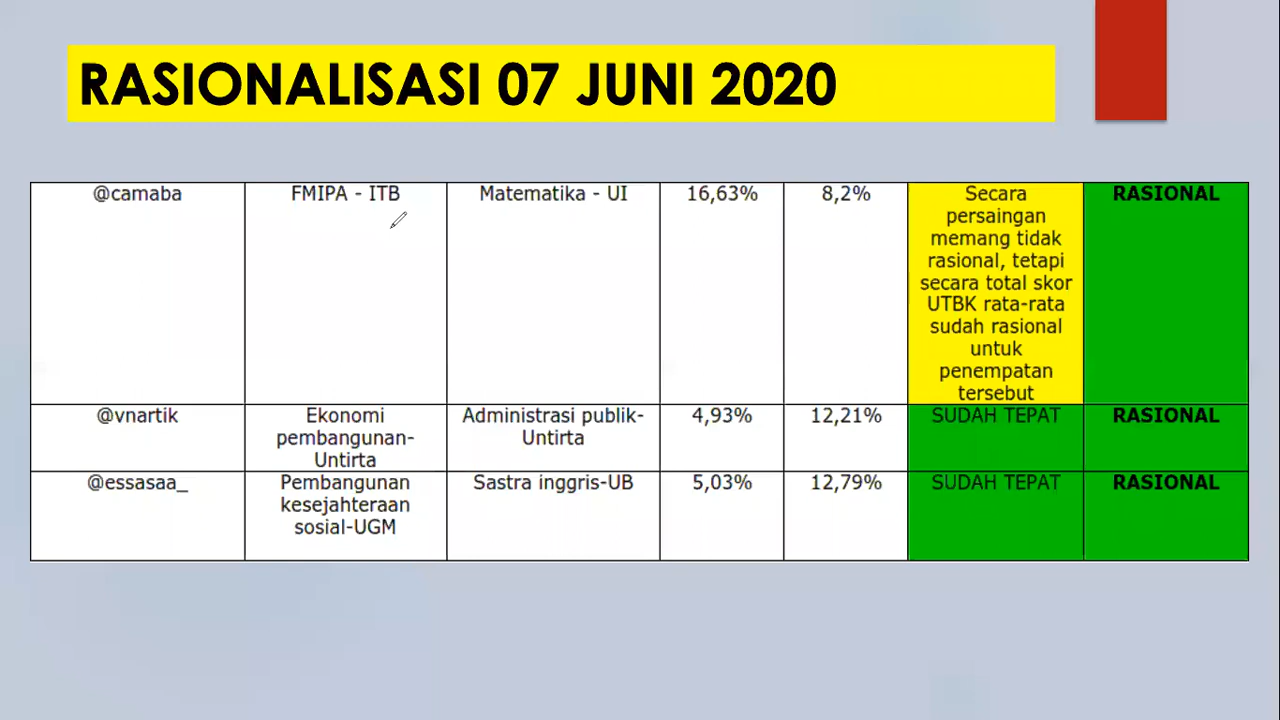 RASIONALISASI 07 JUNI 2020
@camaba
FMIPA - ITB
Matematika - UI
16,63%
8,2%
Secara
persaingan
memang tidak
rasional, tetapi
secara total skor
UTBK rata-rata
sudah rasional
untuk
penempatan
tersebut
RASIONAL
@vnartik
Ekonomi
pembangunan-
Untirta
Administrasi publik-
Untirta
4,93%
12,21%
SUDAH TEPAT
RASIONAL
@essasaa_
Pembangunan
kesejahteraan
sosial-UGM
Sastra inggris-UB
5,03%
12,79%
SUDAH TEPAT
RASIONAL